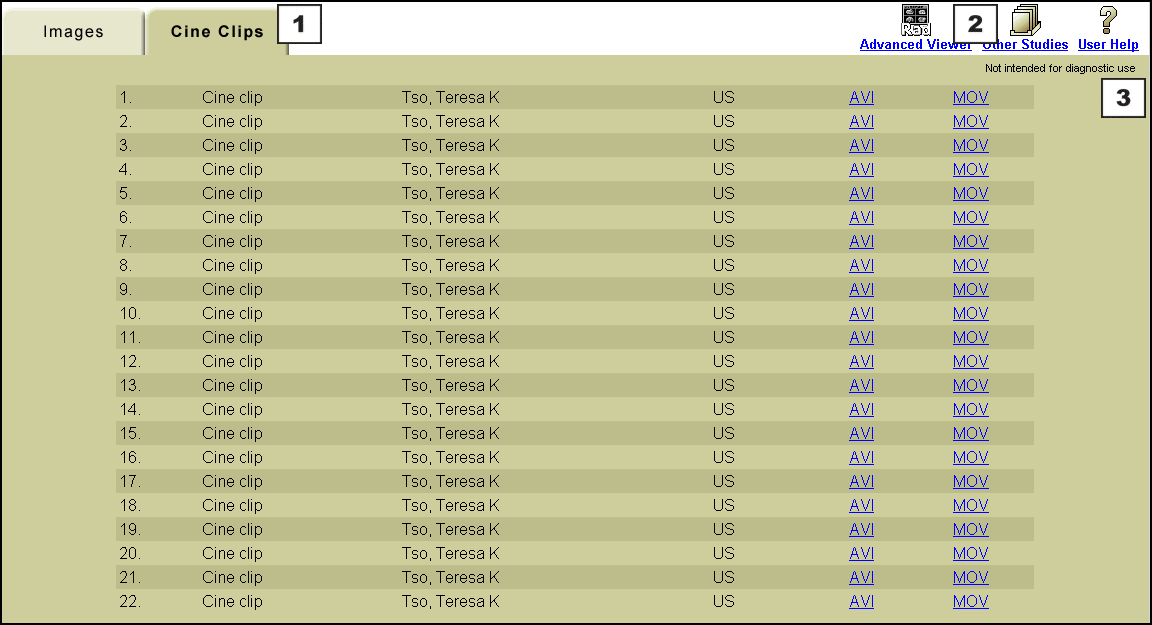 Images Cine Clips 1 2 3
Rad
Advanced Viewer Other Studies User Help
Not intended for diagnostic use
1. Cine clip Tso, Teresa K US AVI MOV
2. Cine clip Tso, Teresa K US AVI MOV
3. Cine clip Tso, Teresa K US AVI MOV
4. Cine clip Tso, Teresa K US AVI MOV
5. Cine clip Tso, Teresa K US AVI MOV
6. Cine clip Tso, Teresa K US AVI MOV
7. Cine clip Tso, Teresa K US AVI MOV
8. Cine clip Tso, Teresa K US AVI MOV
9. Cine clip Tso, Teresa K US AVI MOV
10. Cine clip Tso, Teresa K US AVI MOV
11. Cine clip Tso, Teresa K US AVI MOV
12. Cine clip Tso, Teresa K US AVI MOV
13. Cine clip Tso, Teresa K US AVI MOV
14. Cine clip Tso, Teresa K US AVI MOV
15. Cine clip Tso, Teresa K US AVI MOV
16. Cine clip Tso, Teresa K US AVI MOV
17. Cine clip Tso, Teresa K US AVI MOV
18. Cine clip Tso, Teresa K US AVI MOV
19. Cine clip Tso, Teresa K US AVI MOV
20. Cine clip Tso, Teresa K US AVI MOV
21. Cine clip Tso, Teresa K US AVI MOV
22. Cine clip Tso, Teresa K US AVI MOV